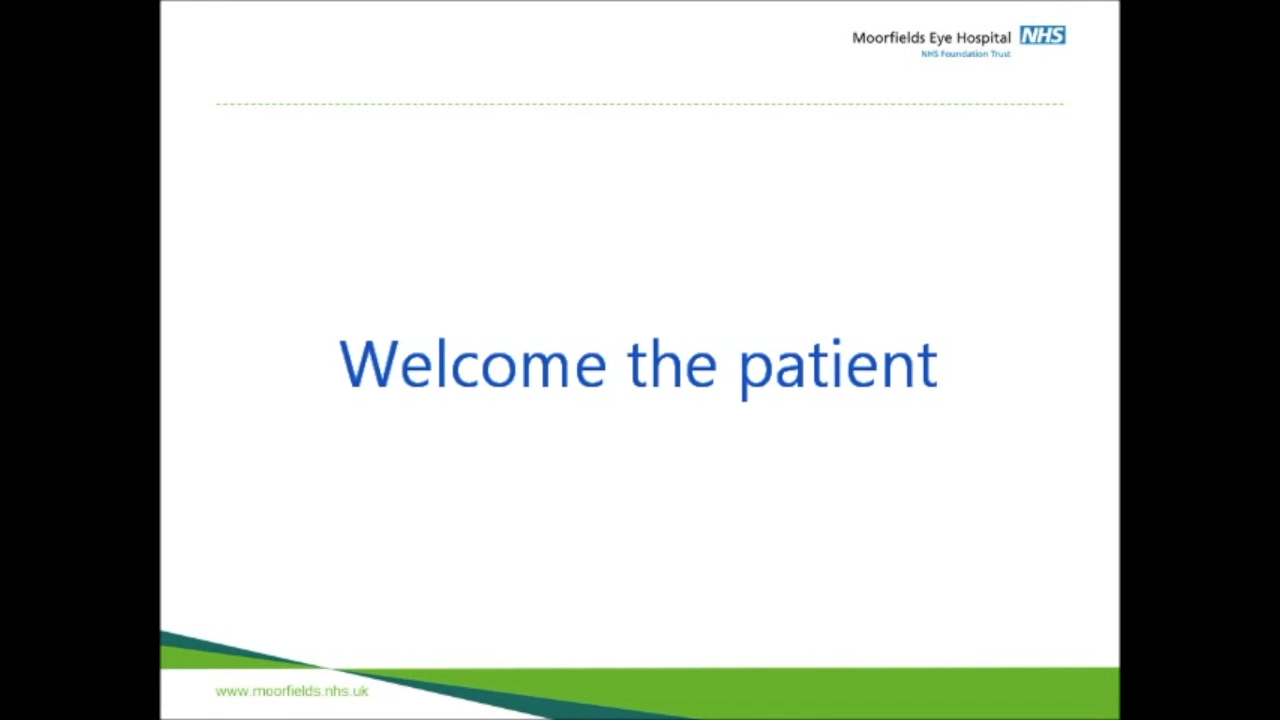 Moorfields Eye Hospital NHS
NHS Foundation Trust
Welcome the patient
www.moorfields.nhs.uk